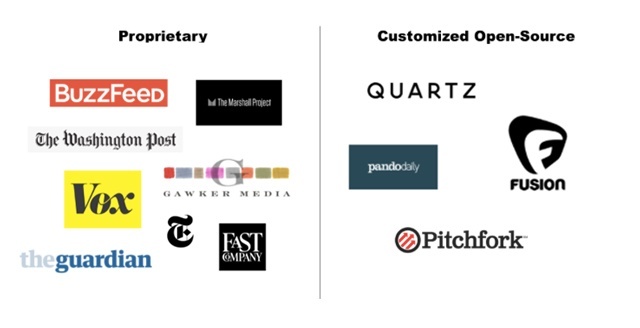 Proprietary
Customized Open-Source
BUZZFEED
The Marshall Project
The Washington Post
Vox
G
GAWKER MEDIA
T
FAST
COMPANY
theguardian
QUARTZ
pandodaily
F
FUSION
Pitchfork